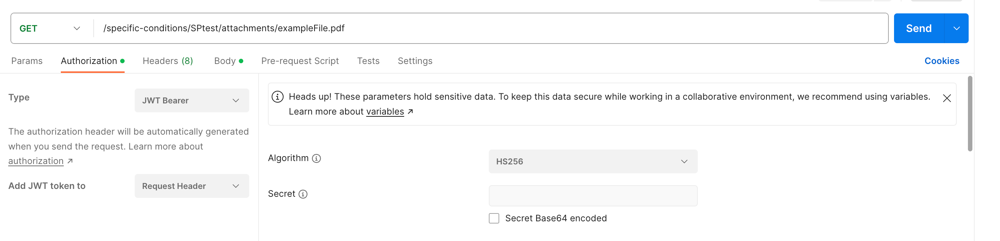 GET
/specific-conditions/SPtest/attachments/exampleFile.pdf
Send
Params Authorization Headers (8) Body Pre-request Script Tests Settings Cookies
Type
JWT Bearer
The authorization header will be automatically generated
when you send the request. Learn more about
authorization ↗
Add JWT token to
Request Header
Heads up! These parameters hold sensitive data. To keep this data secure while working in a collaborative environment, we recommend using variables.
Learn more about variables ↗
Algorithm
HS256
Secret
Secret Base64 encoded